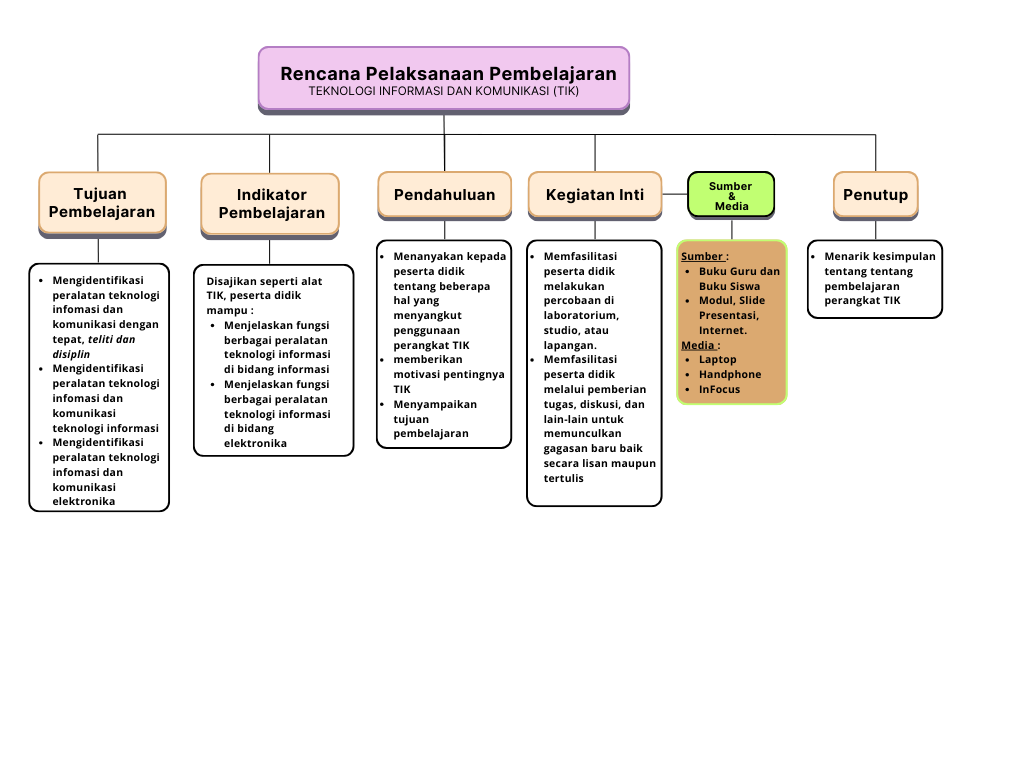 Rencana Pelaksanaan Pembelajaran
TEKNOLOGI INFORMASI DAN KOMUNIKASI (TIK)
Tujuan
Pembelajaran
• Mengidentifikasi
peralatan teknologi
infomasi dan
komunikasi dengan
tepat, teliti dan
disiplin
• Mengidentifikasi
peralatan teknologi
infomasi dan
komunikasi
teknologi informasi
• Mengidentifikasi
peralatan teknologi
infomasi dan
komunikasi
elektronika
Indikator
Pembelajaran
Disajikan seperti alat
TIK, peserta didik
mampu :
• Menjelaskan fungsi
berbagai peralatan
teknologi informasi
di bidang informasi
• Menjelaskan fungsi
berbagai peralatan
teknologi informasi
di bidang
elektronika
Pendahuluan
• Menanyakan kepada
peserta didik
tentang beberapa
hal yang
menyangkut
penggunaan
perangkat TIK
• memberikan
motivasi pentingnya
TIK
• Menyampaikan
tujuan
pembelajaran
Kegiatan Inti
• Memfasilitasi
peserta didik
melakukan
percobaan di
laboratorium,
studio, atau
lapangan.
• Memfasilitasi
peserta didik
melalui pemberian
tugas, diskusi, dan
lain-lain untuk
memunculkan
gagasan baru baik
secara lisan maupun
tertulis
Sumber
&
Media
Sumber :
• Buku Guru dan
Buku Siswa
• Modul, Slide
Presentasi,
Internet.
Media :
• Laptop
• Handphone
• InFocus
Penutup
• Menarik kesimpulan
tentang tentang
pembelajaran
perangkat TIK